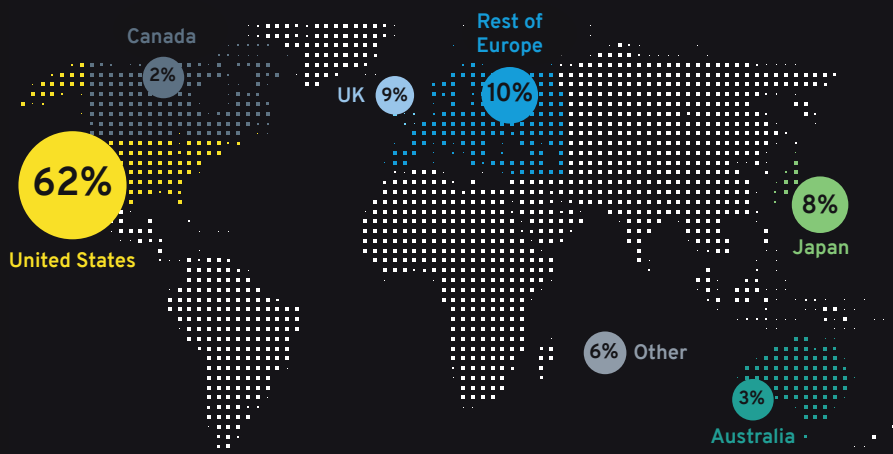 Canada
2%
Rest of
Europe
10%
UK
9%
62%
United States
8%
Japan
6%
Other
3%
Australia